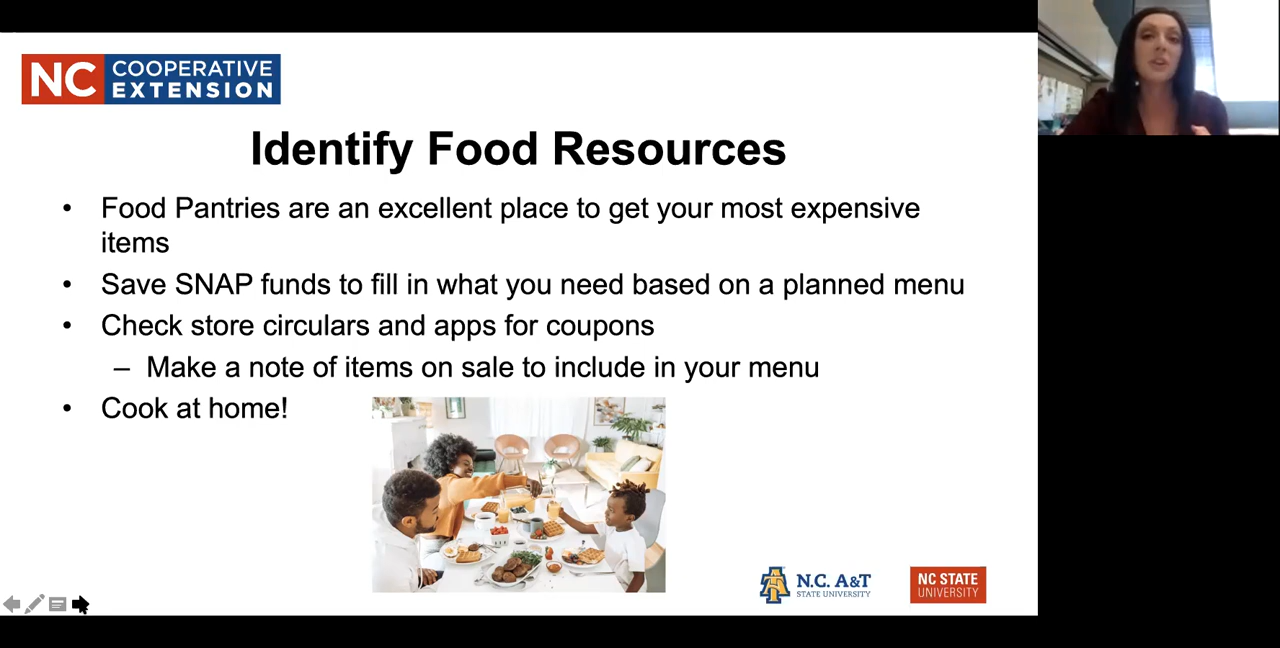 NC COOPERATIVE
EXTENSION
Identify Food Resources
• Food Pantries are an excellent place to get your most expensive
items
• Save SNAP funds to fill in what you need based on a planned menu
• Check store circulars and apps for coupons
– Make a note of items on sale to include in your menu
• Cook at home!
N.C. A&T
STATE UNIVERSITY
NC STATE
UNIVERSITY